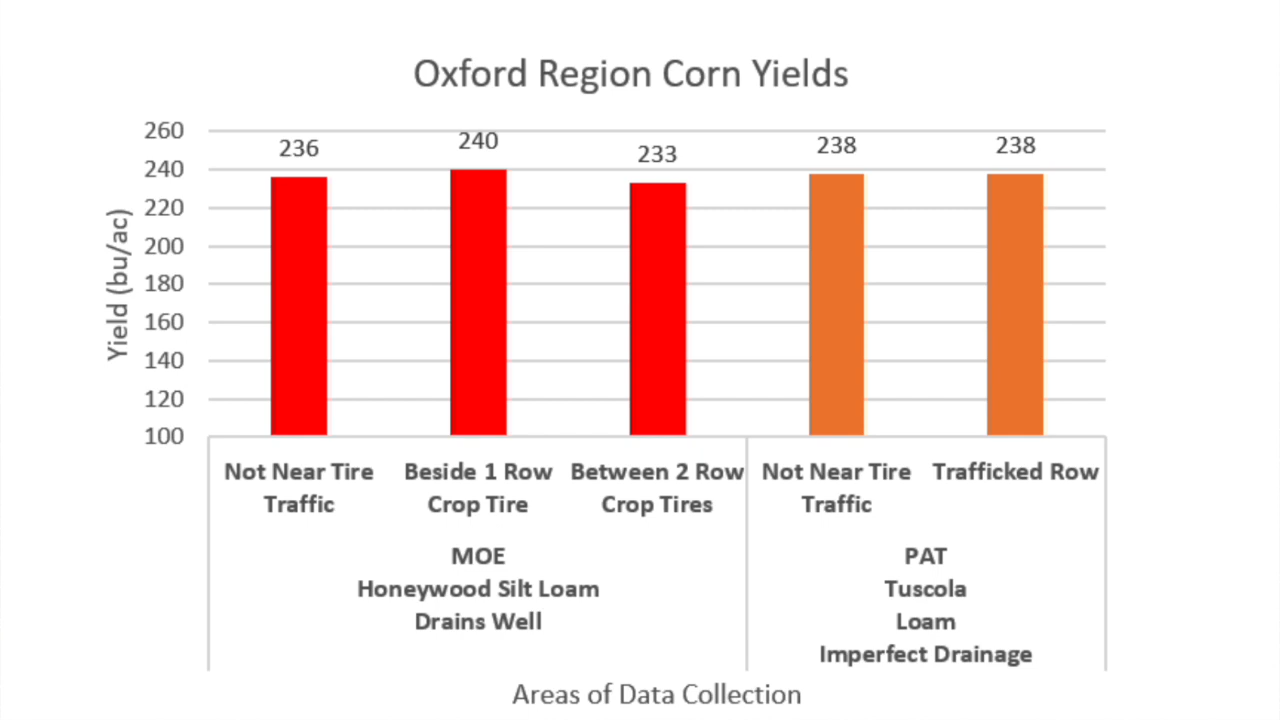 Oxford Region Corn Yields
260
240
220
200
180
160
140
120
100
Yield (bu/ac)
236
240
233
238
238
Not Near Tire
Traffic
Beside 1 Row
Crop Tire
Between 2 Row
Crop Tires
Not Near Tire
Traffic
Trafficked Row
MOE
Honeywood Silt Loam
Drains Well
PAT
Tuscola
Loam
Imperfect Drainage
Areas of Data Collection